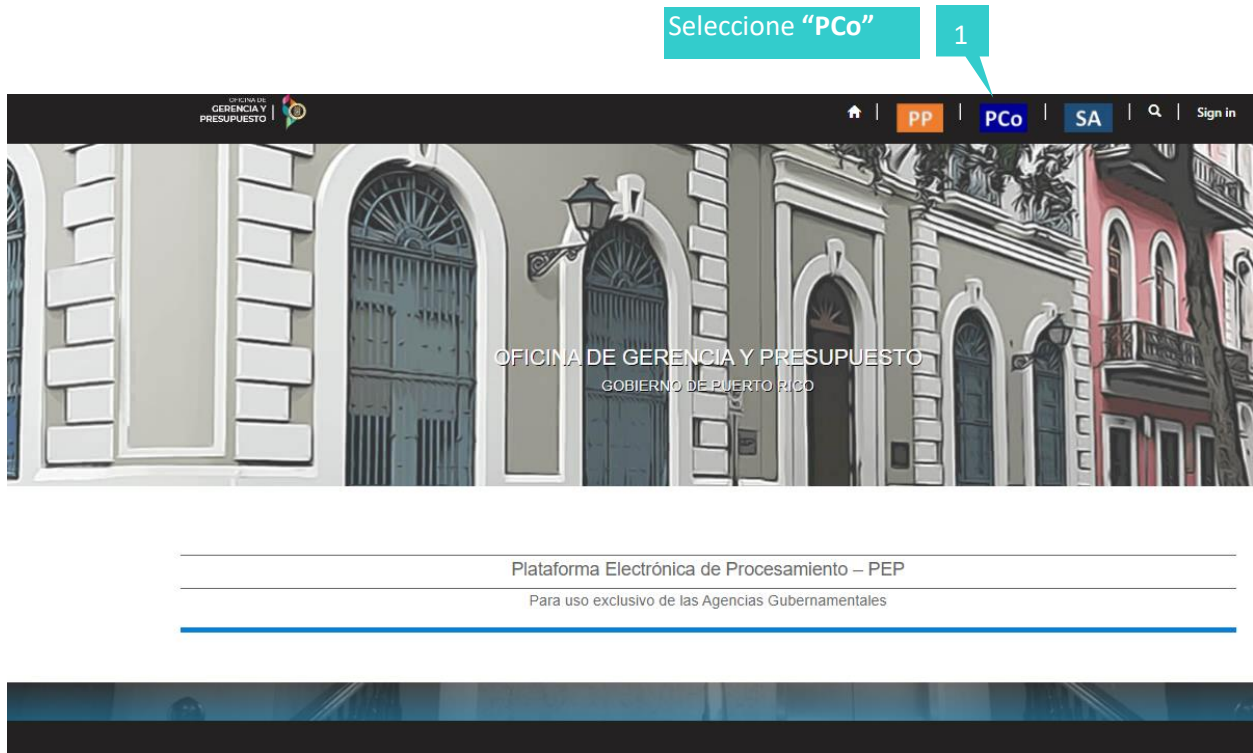 Seleccione “PCo”
1
OFICINA DE
GERENCIA Y
PRESUPUESTO
PP
PCo
SA
Sign in
OFICINA DE GERENCIA Y PRESUPUESTO
GOBIERNO DE PUERTO RICO
Plataforma Electrónica de Procesamiento – PEP
Para uso exclusivo de las Agencias Gubernamentales